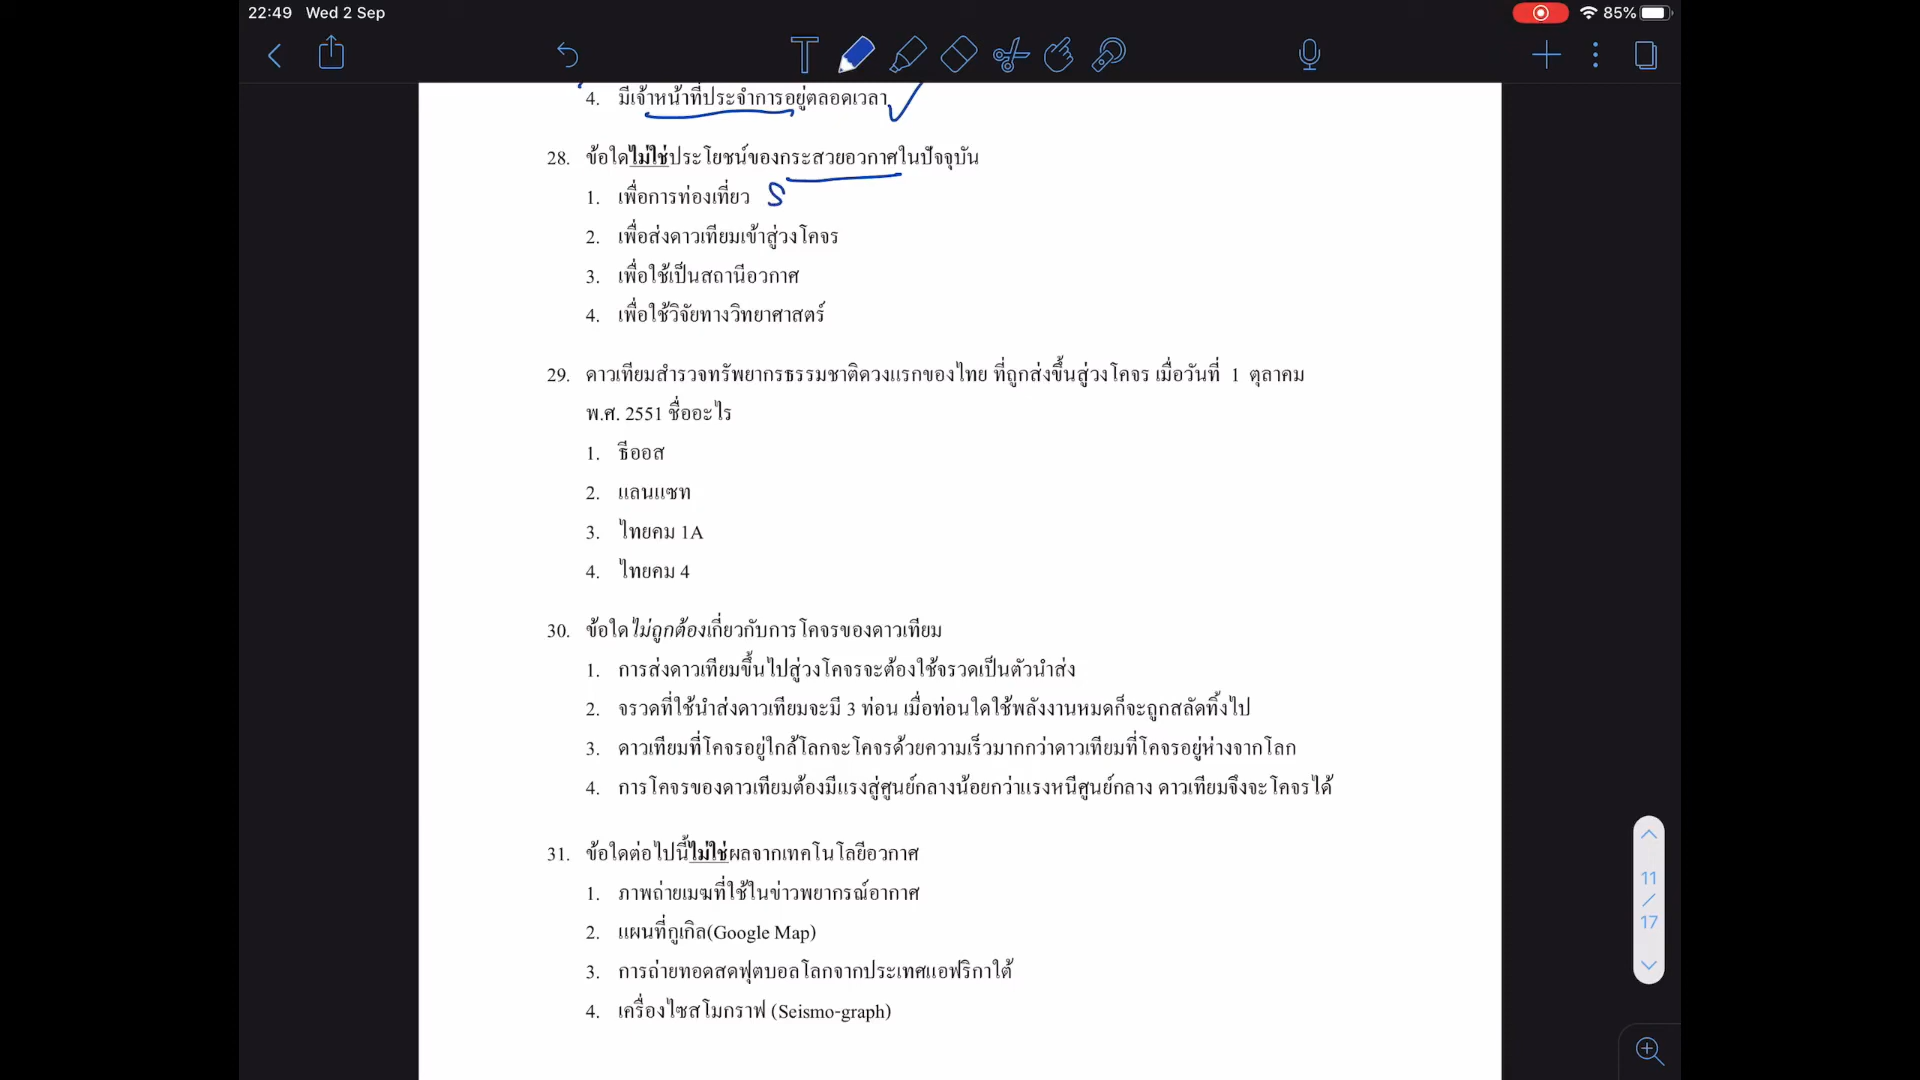 22:49 Wed 2 Sep
85%
4. มีเจ้าหน้าที่ประจำการอยู่ตลอดเวลา
28. ข้อใดไม่ใช่ประโยชน์ของกระสวยอวกาศในปัจจุบัน
1. เพื่อการท่องเที่ยว S
2. เพื่อส่งดาวเทียมเข้าสู่วงโคจร
3. เพื่อใช้เป็นสถานีอวกาศ
4. เพื่อใช้วิจัยทางวิทยาศาสตร์
29. ดาวเทียมสำรวจทรัพยากรธรรมชาติดวงแรกของไทย ที่ถูกส่งขึ้นสู่วงโคจร เมื่อวันที่ 1 ตุลาคม
พ.ศ. 2551 ชื่ออะไร
1. ธีออส
2. แลนแซท
3. ไทยคม 1A
4. ไทยคม 4
30. ข้อใดไม่ถูกต้องเกี่ยวกับการโคจรของดาวเทียม
1. การส่งดาวเทียมขึ้นไปสู่วงโคจรจะต้องใช้จรวดเป็นตัวนำส่ง
2. จรวดที่ใช้นำส่งดาวเทียมจะมี 3 ท่อน เมื่อท่อนใดใช้พลังงานหมดก็จะถูกสลัดทิ้งไป
3. ดาวเทียมที่โคจรอยู่ใกล้โลกจะโคจรด้วยความเร็วมากกว่าดาวเทียมที่โคจรอยู่ห่างจากโลก
4. การโคจรของดาวเทียมต้องมีแรงสู่ศูนย์กลางน้อยกว่าแรงหนีศูนย์กลาง ดาวเทียมจึงจะโคจรได้
31. ข้อใดต่อไปนี้ไม่ใช่ผลจากเทคโนโลยีอวกาศ
1. ภาพถ่ายเมฆที่ใช้ในข่าวพยากรณ์อากาศ
2. แผนที่กูเกิล(Google Map)
3. การถ่ายทอดสดฟุตบอลโลกจากประเทศแอฟริกาใต้
4. เครื่องไซสโมกราฟ (Seismo-graph)
11
/
17